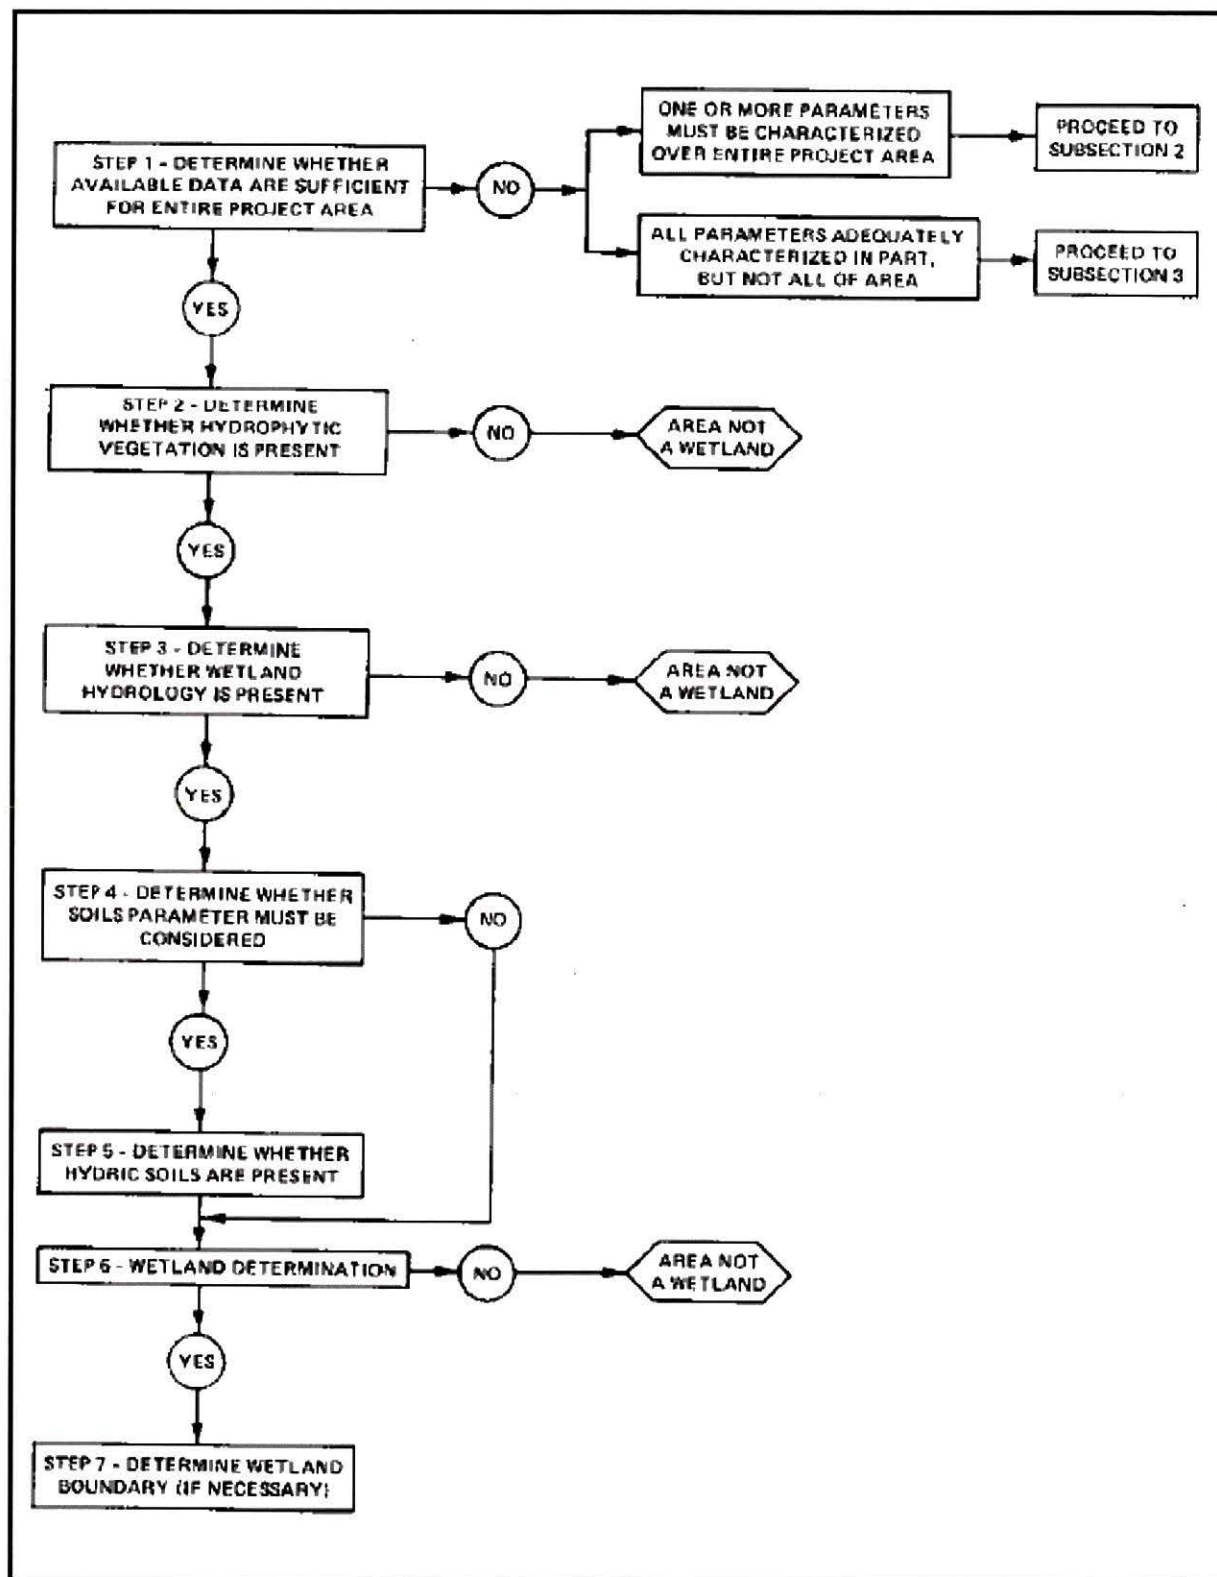 STEP 1 - DETERMINE WHETHER
AVAILABLE DATA ARE SUFFICIENT
FOR ENTIRE PROJECT AREA
NO
ONE OR MORE PARAMETERS
MUST BE CHARACTERIZED
OVER ENTIRE PROJECT AREA
PROCEED TO
SUBSECTION 2
ALL PARAMETERS ADEQUATELY
CHARACTERIZED IN PART,
BUT NOT ALL OF AREA
PROCEED TO
SUBSECTION 3
YES
STEP 2 - DETERMINE
WHETHER HYDROPHYTIC
VEGETATION IS PRESENT
NO
AREA NOT
A WETLAND
YES
STEP 3 - DETERMINE
WHETHER WETLAND
HYDROLOGY IS PRESENT
NO
AREA NOT
A WETLAND
YES
STEP 4 - DETERMINE WHETHER
SOILS PARAMETER MUST BE
CONSIDERED
NO
YES
STEP 5 - DETERMINE WHETHER
HYDRIC SOILS ARE PRESENT
STEP 6 - WETLAND DETERMINATION
NO
AREA NOT
A WETLAND
YES
STEP 7 - DETERMINE WETLAND
BOUNDARY (IF NECESSARY)